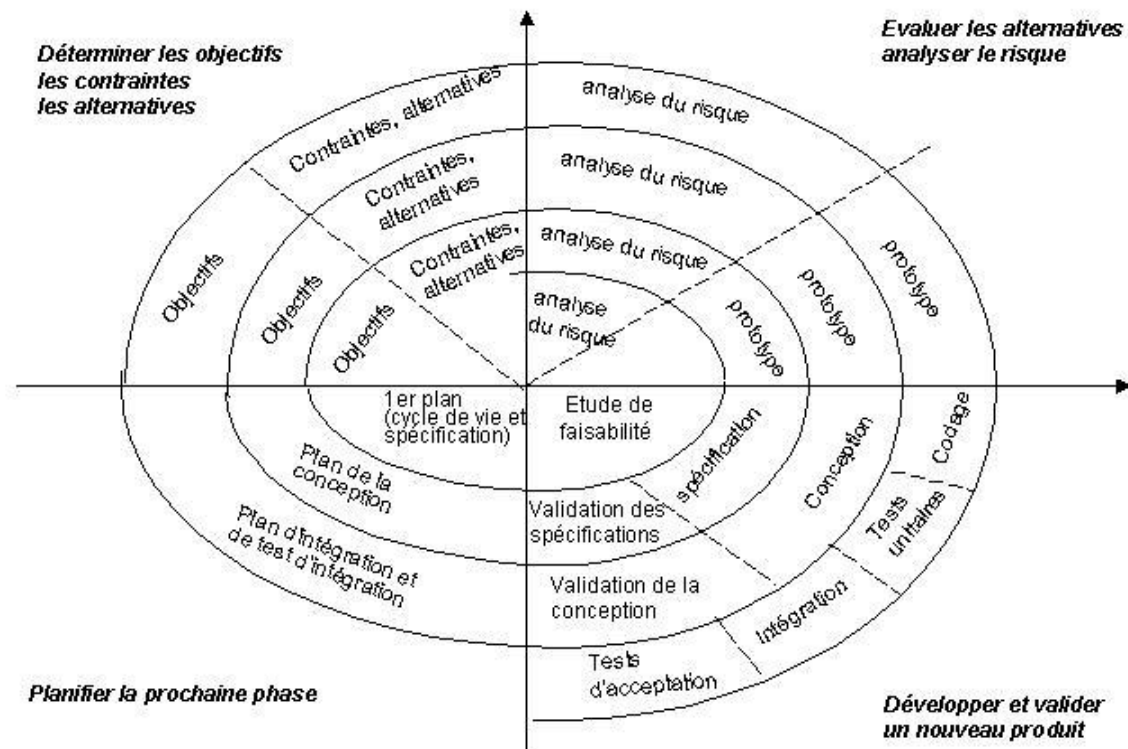 Déterminer les objectifs
les contraintes
les alternatives
Evaluer les alternatives
analyser le risque
Contraintes, alternatives
analyse du risque
Contraintes,
alternatives
analyse du risque
Contraintes,
alternatives
analyse du risque
analyse
du risque
Objectifs
Objectifs
Objectifs
prototype
prototype
prototype
1er plan
(cycle de vie et
spécification)
Etude de
faisabilité
spécification
Conception
Codage
Plan de la
conception
Validation des
spécifications
Tests
unitaires
Plan d'intégration et
de test d'intégration
Validation de la
conception
Intégration
Tests
d'acceptation
Planifier la prochaine phase
Développer et valider
un nouveau produit